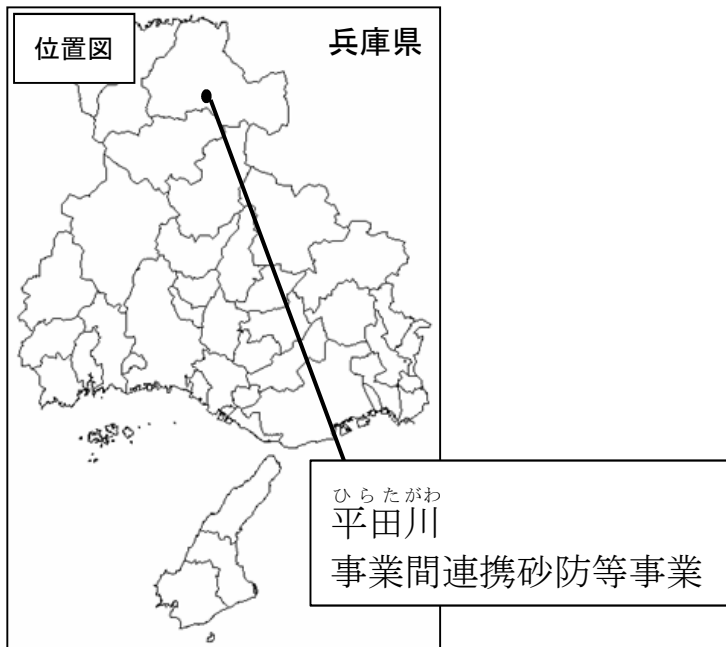 位置図
兵庫県
ひらたがわ
平田川
事業間連携砂防等事業